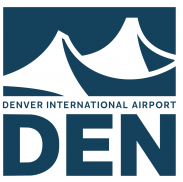 DENVER INTERNATIONAL AIRPORT
DEN